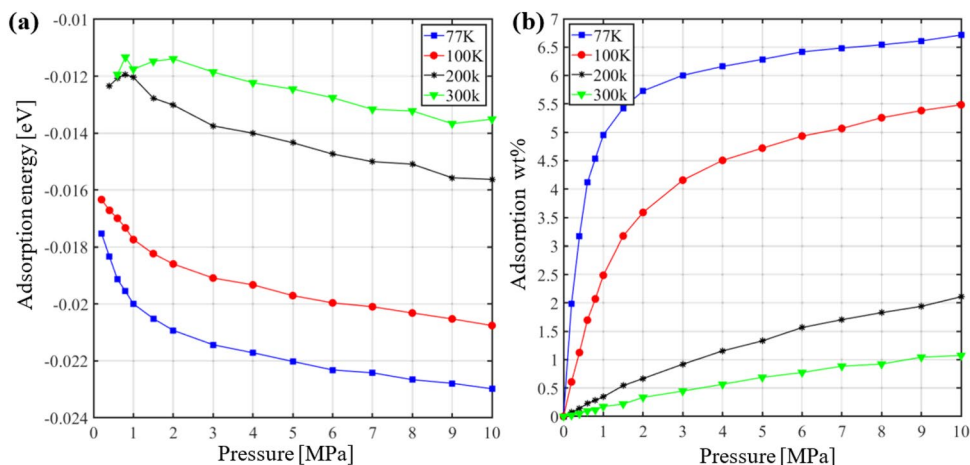 (a)
-0.01
-0.012
-0.014
-0.016
-0.018
-0.02
-0.022
-0.024
Adsorption energy [eV]
0 1 2 3 4 5 6 7 8 9 10
Pressure [MPa]
77K
100K
200k
300k
(b)
7
6.5
6
5.5
5
4.5
4
3.5
3
2.5
2
1.5
1
0.5
0
Adsorption wt%
0 1 2 3 4 5 6 7 8 9 10
Pressure [MPa]
77K
100K
200k
300k